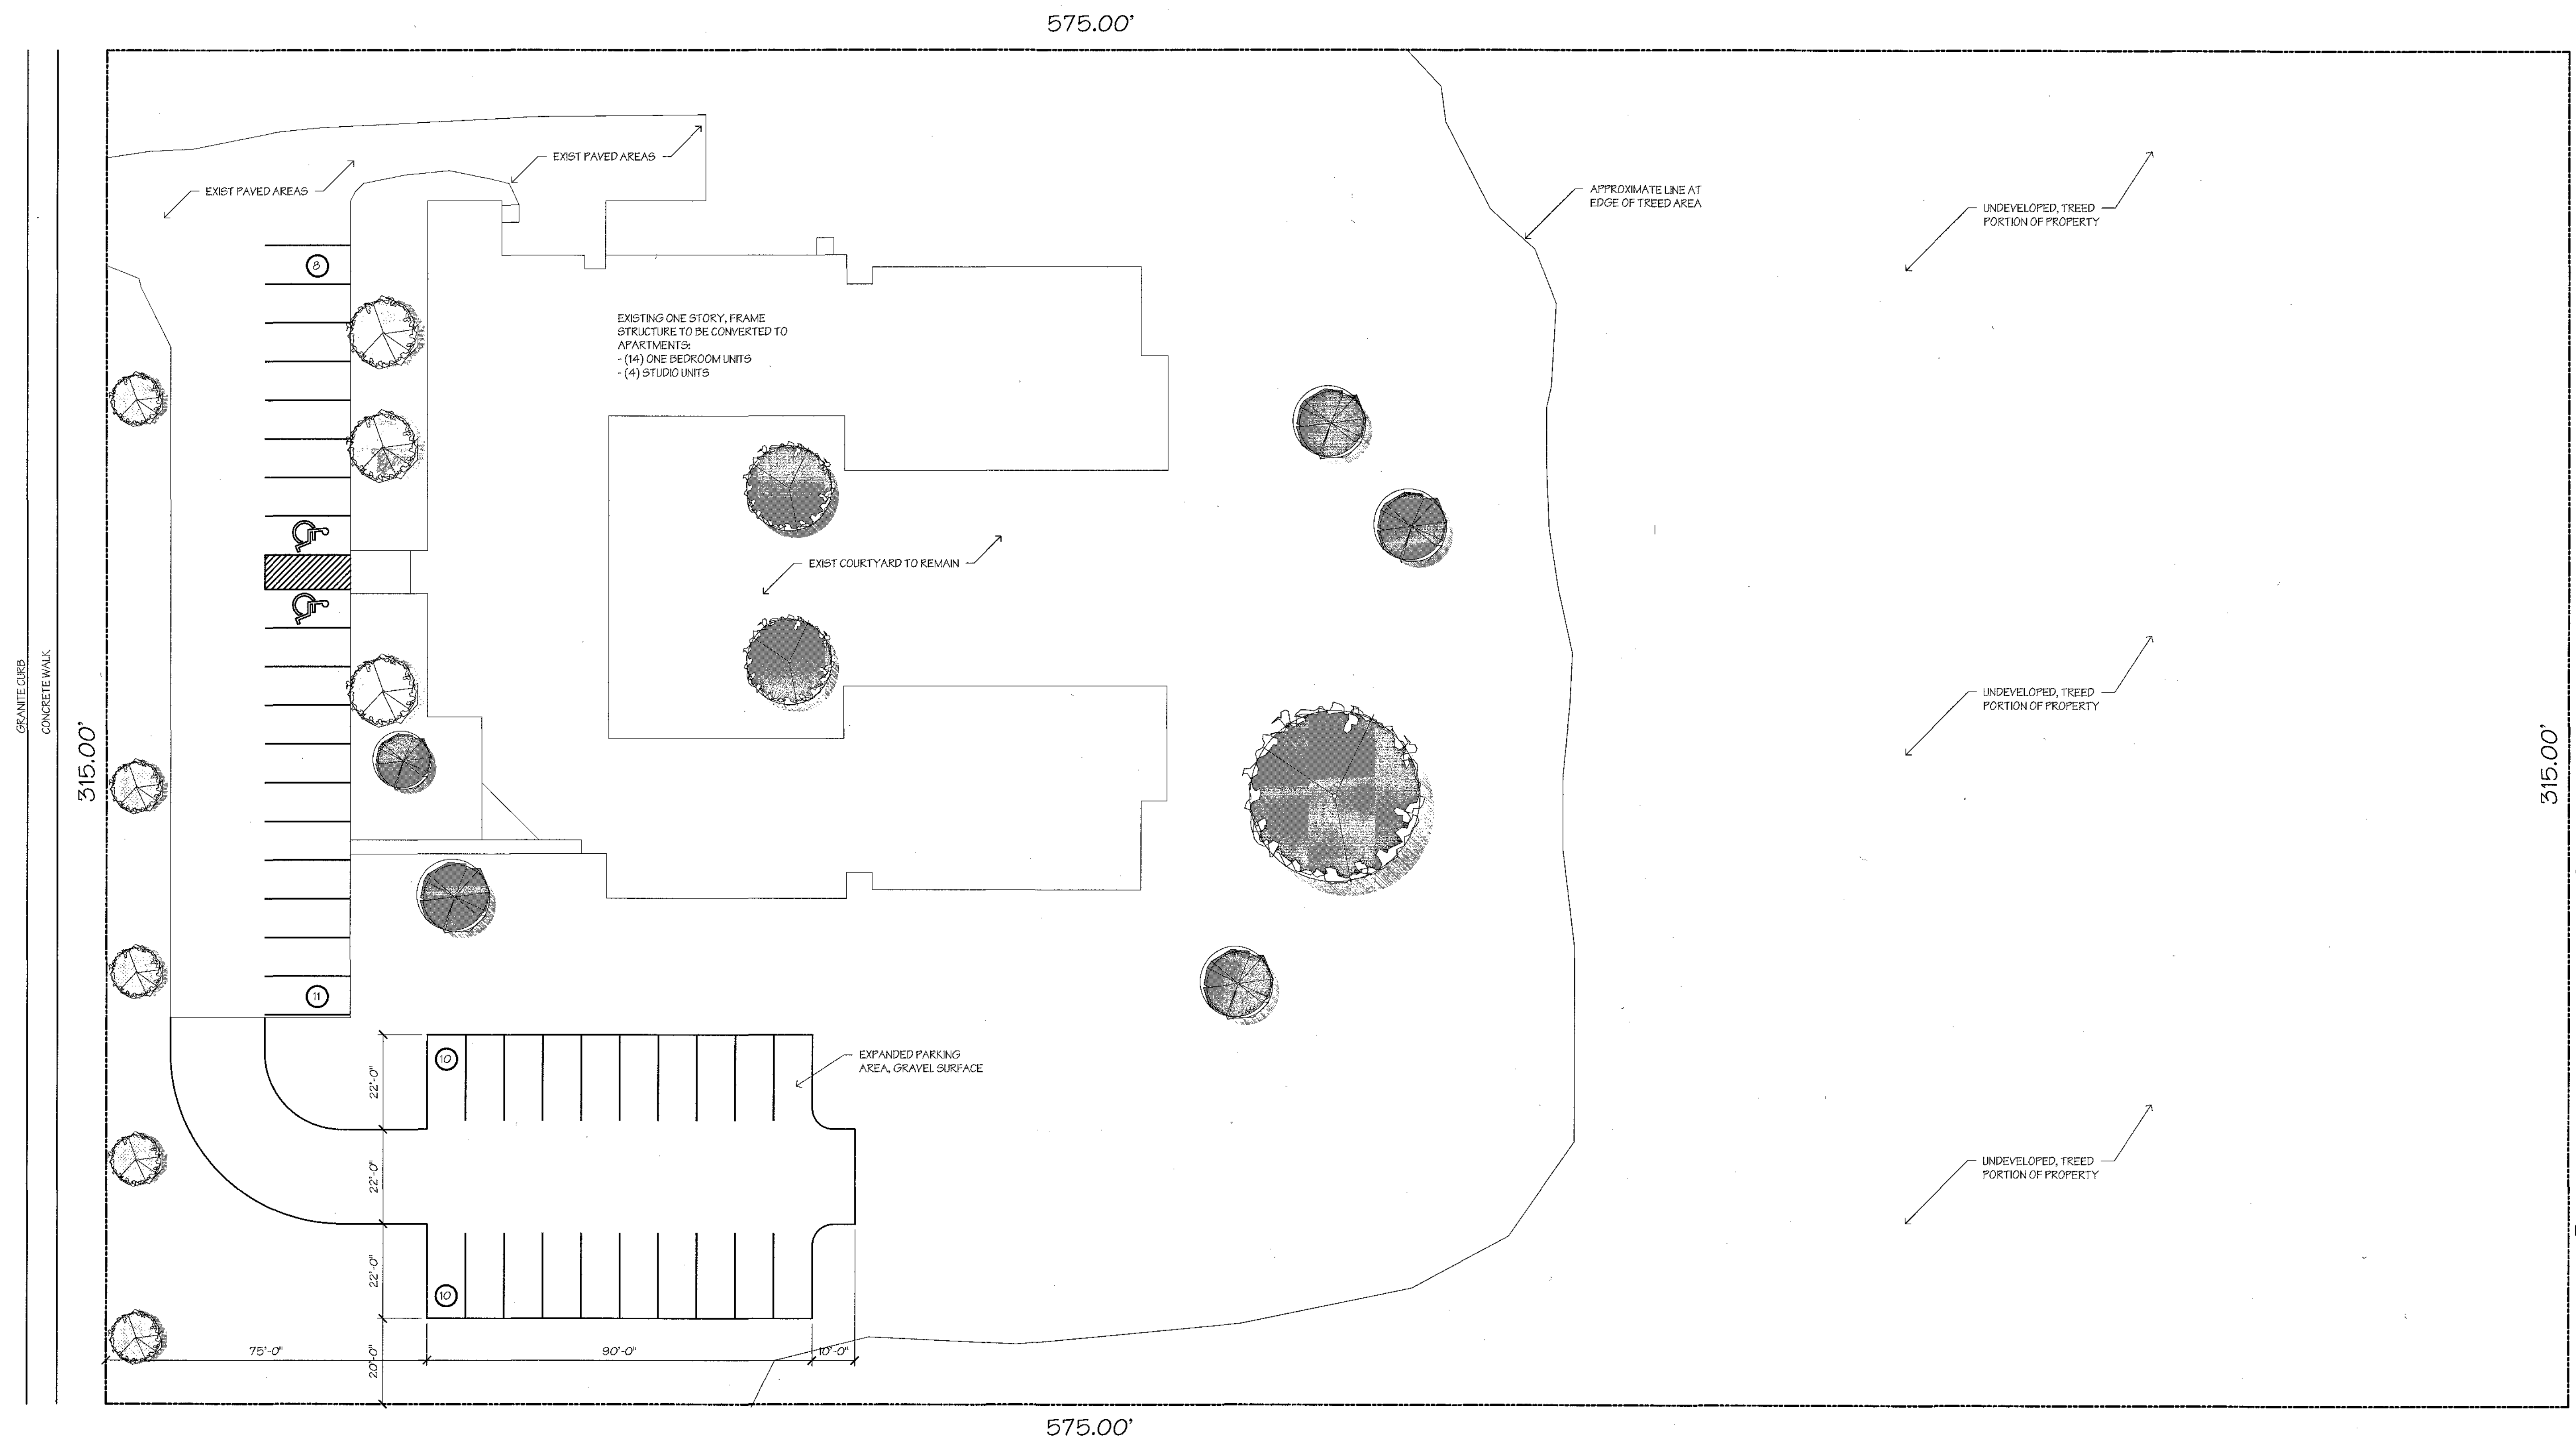 575.00'
EXIST PAVED AREAS
EXIST PAVED AREAS
APPROXIMATE LINE AT
EDGE OF TREED AREA
UNDEVELOPED, TREED
PORTION OF PROPERTY
8
EXISTING ONE STORY, FRAME
STRUCTURE TO BE CONVERTED TO
APARTMENTS:
- (14) ONE BEDROOM UNITS
- (4) STUDIO UNITS
EXIST COURTYARD TO REMAIN
GRANITE CURB
CONCRETE WALK
315.00'
UNDEVELOPED, TREED
PORTION OF PROPERTY
315.00'
11
10
EXPANDED PARKING
AREA, GRAVEL SURFACE
22'-0"
22'-0"
22'-0"
UNDEVELOPED, TREED
PORTION OF PROPERTY
10
75'-0"
20'-0"
90'-0"
10'-0"
575.00'